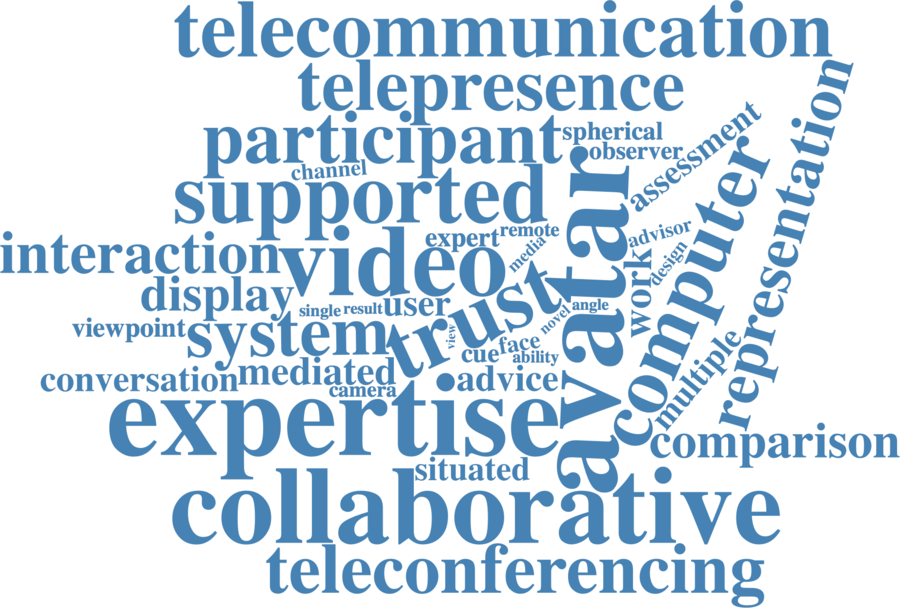 telecommunication
telepresence
participant
spherical
observer
assessment
representation
channel
supported
avatar
computer
interaction
video
expert
remote
media
advisor
design
work
display
single
result
user
trust
view
novel
angle
viewpoint
system
cue
face
ability
multiple
conversation
mediated
camera
advice
expertise
comparison
situated
collaborative
teleconferencing